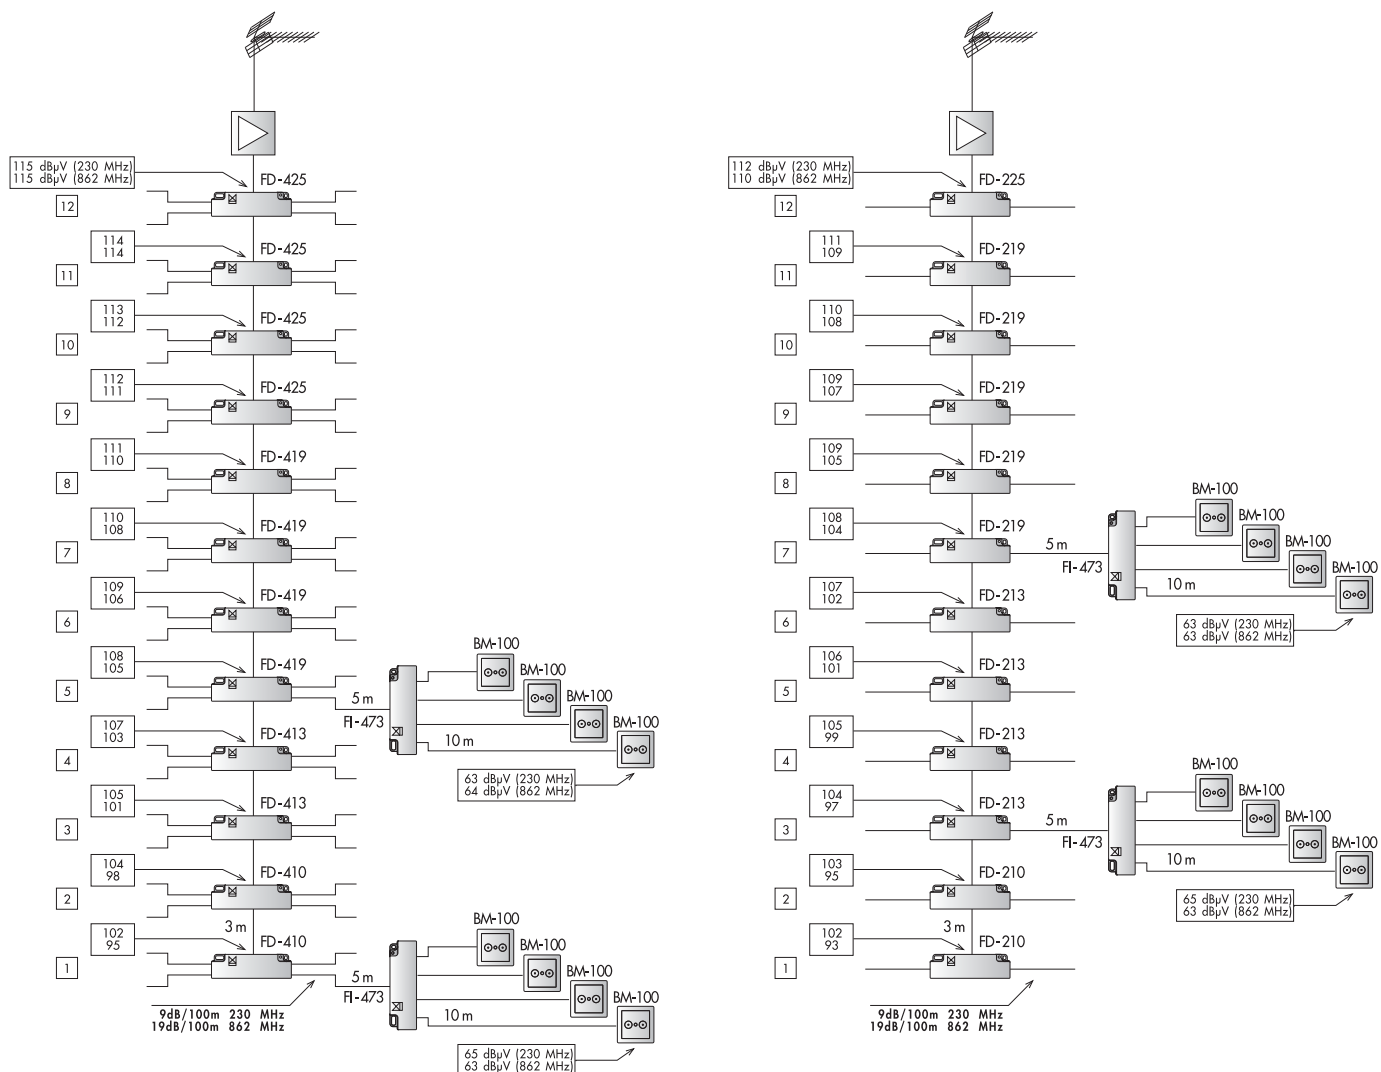 115 dBµV (230 MHz)
115 dBµV (862 MHz)
FD-425
12
114
114
FD-425
11
113
112
FD-425
10
112
111
FD-425
9
111
110
FD-419
8
110
108
FD-419
7
109
106
FD-419
6
108
105
FD-419
5
5 m
FI-473
BM-100
BM-100
BM-100
BM-100
10 m
63 dBµV (230 MHz)
64 dBµV (862 MHz)
107
103
FD-413
4
105
101
FD-413
3
104
98
FD-410
2
3 m
102
95
FD-410
1
5 m
FI-473
BM-100
BM-100
BM-100
BM-100
10 m
65 dBµV (230 MHz)
63 dBµV (862 MHz)
9dB/100m 230 MHz
19dB/100m 862 MHz
112 dBµV (230 MHz)
110 dBµV (862 MHz)
FD-225
12
111
109
FD-219
11
110
108
FD-219
10
109
107
FD-219
9
109
105
FD-219
8
108
104
FD-219
7
5 m
FI-473
BM-100
BM-100
BM-100
BM-100
10 m
63 dBµV (230 MHz)
63 dBµV (862 MHz)
107
102
FD-213
6
106
101
FD-213
5
105
99
FD-213
4
104
97
FD-213
3
5 m
FI-473
BM-100
BM-100
BM-100
BM-100
10 m
65 dBµV (230 MHz)
63 dBµV (862 MHz)
103
95
FD-210
2
3 m
102
93
FD-210
1
9dB/100m 230 MHz
19dB/100m 862 MHz